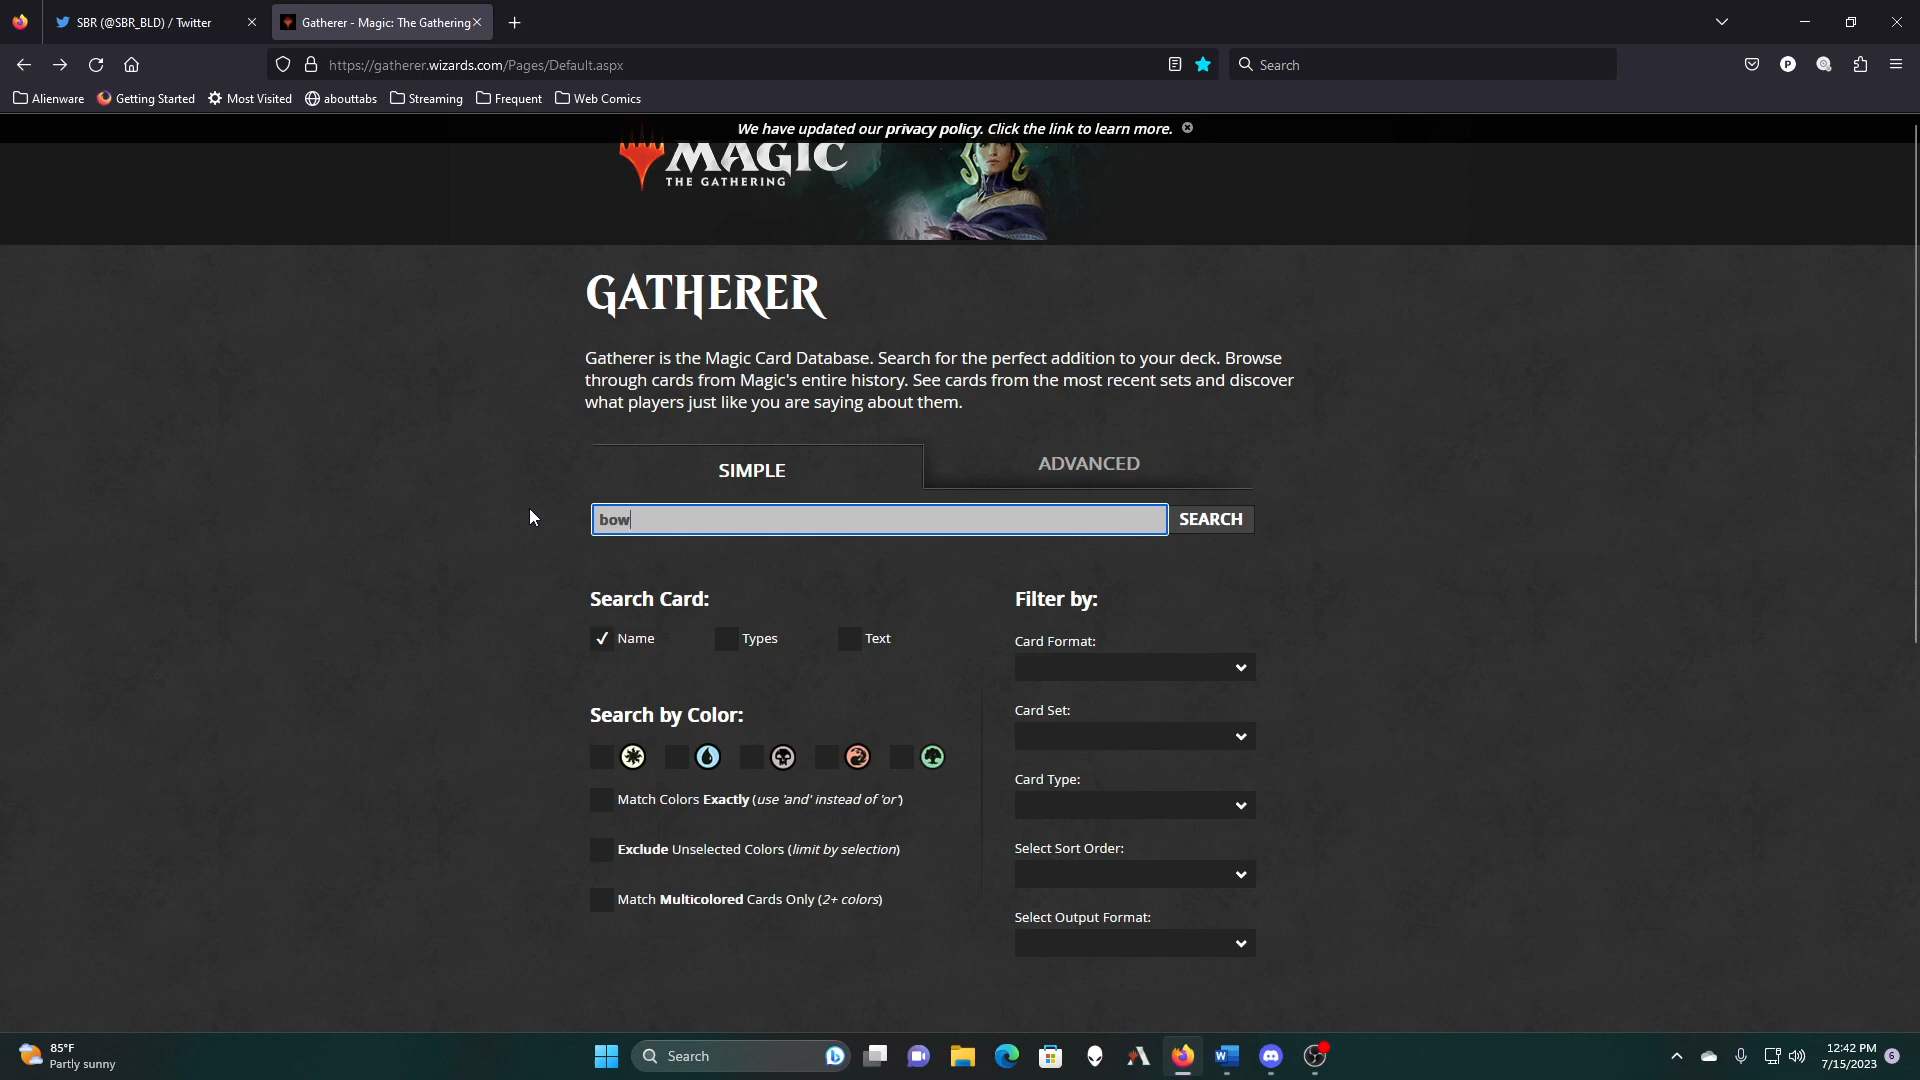 SBR (@SBR_BLD) / Twitter
Gatherer - Magic: The Gathering
https://gatherer.wizards.com/Pages/Default.aspx
Search
P
Alienware
Getting Started
Most Visited
abouttabs
Streaming
Frequent
Web Comics
We have updated our privacy policy. Click the link to learn more.
MAGIC
THE GATHERING
GATHERER
Gatherer is the Magic Card Database. Search for the perfect addition to your deck. Browse
through cards from Magic's entire history. See cards from the most recent sets and discover
what players just like you are saying about them.
SIMPLE
ADVANCED
bow
SEARCH
Search Card:
Name
Types
Text
Search by Color:
Match Colors Exactly (use 'and' instead of 'or')
Exclude Unselected Colors (limit by selection)
Match Multicolored Cards Only (2+ colors)
Filter by:
Card Format:
Card Set:
Card Type:
Select Sort Order:
Select Output Format:
85°F
Partly sunny
Search
12:42 PM
7/15/2023
6